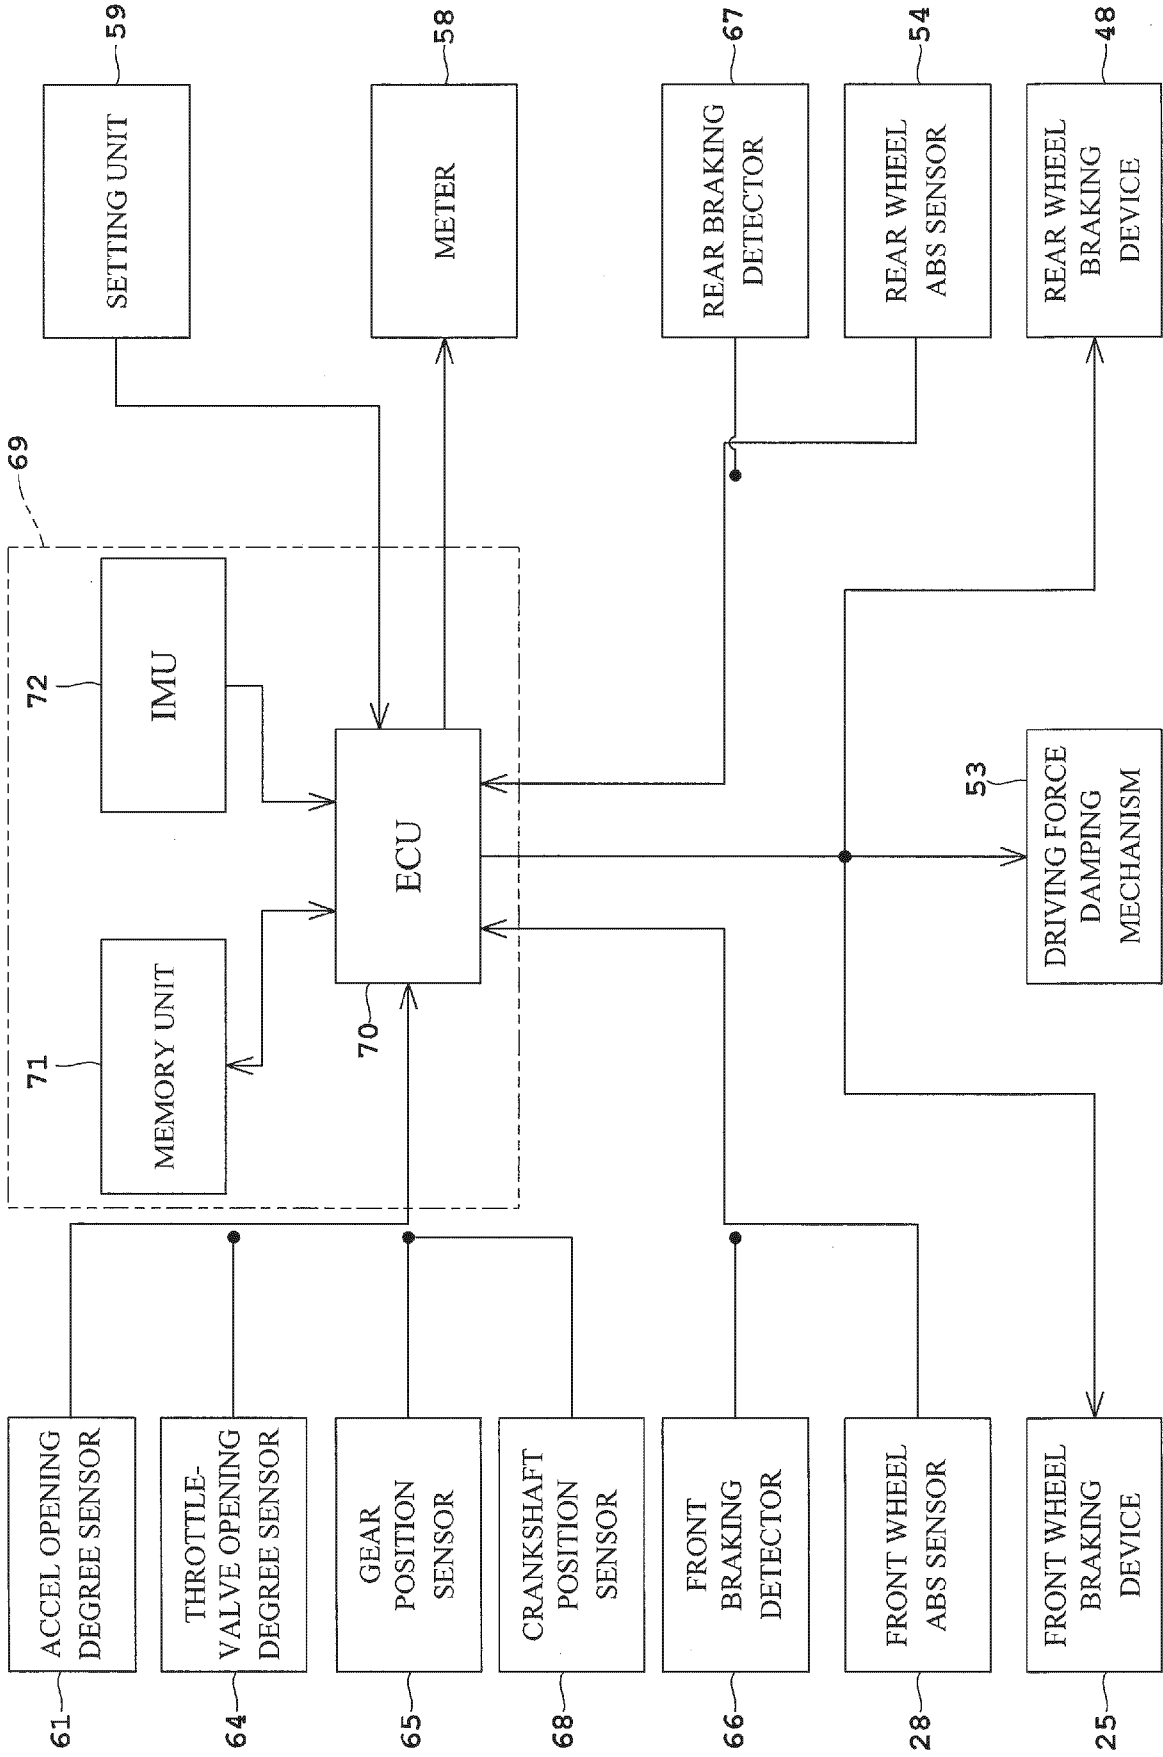 61
ACCEL OPENING
DEGREE SENSOR
64
THROTTLE-
VALVE OPENING
DEGREE SENSOR
65
GEAR
POSITION
SENSOR
68
CRANKSHAFT
POSITION
SENSOR
66
FRONT
BRAKING
DETECTOR
28
FRONT WHEEL
ABS SENSOR
25
FRONT WHEEL
BRAKING
DEVICE
71
MEMORY UNIT
72
IMU
69
70
ECU
53
DRIVING FORCE
DAMPING
MECHANISM
59
SETTING UNIT
58
METER
67
REAR BRAKING
DETECTOR
54
REAR WHEEL
ABS SENSOR
48
REAR WHEEL
BRAKING
DEVICE